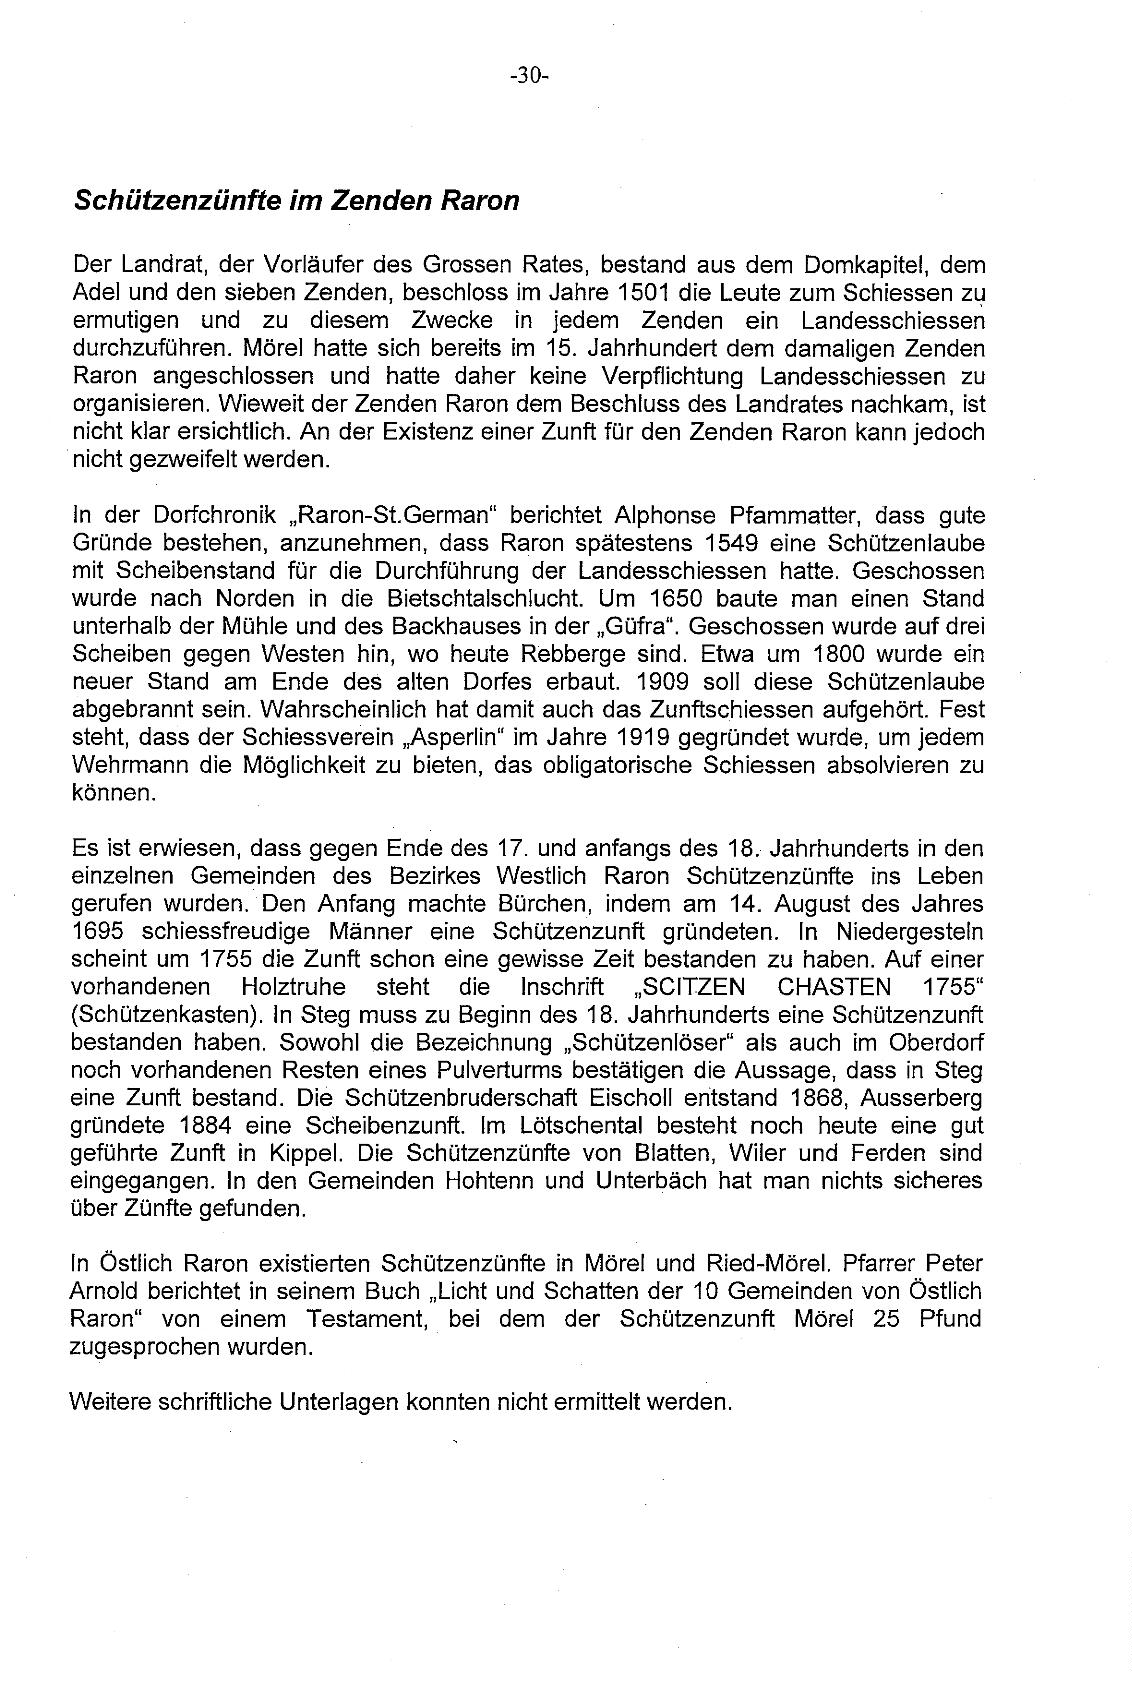 -30-
Schützenzünfte im Zenden Raron
Der Landrat, der Vorläufer des Grossen Rates, bestand aus dem Domkapitel, dem
Adel und den sieben Zenden, beschloss im Jahre 1501 die Leute zum Schiessen zu
ermutigen und zu diesem Zwecke in jedem Zenden ein Landesschiessen
durchzuführen. Mörel hatte sich bereits im 15. Jahrhundert dem damaligen Zenden
Raron angeschlossen und hatte daher keine Verpflichtung Landesschiessen zu
organisieren. Wieweit der Zenden Raron dem Beschluss des Landrates nachkam, ist
nicht klar ersichtlich. An der Existenz einer Zunft für den Zenden Raron kann jedoch
nicht gezweifelt werden.
In der Dorfchronik „Raron-St.German“ berichtet Alphonse Pfammatter, dass gute
Gründe bestehen, anzunehmen, dass Raron spätestens 1549 eine Schützenlaube
mit Scheibenstand für die Durchführung der Landesschiessen hatte. Geschossen
wurde nach Norden in die Bietschtalschlucht. Um 1650 baute man einen Stand
unterhalb der Mühle und des Backhauses in der „Güfra“. Geschossen wurde auf drei
Scheiben gegen Westen hin, wo heute Rebberge sind. Etwa um 1800 wurde ein
neuer Stand am Ende des alten Dorfes erbaut. 1909 soll diese Schützenlaube
abgebrannt sein. Wahrscheinlich hat damit auch das Zunftschiessen aufgehört. Fest
steht, dass der Schiessverein „Asperlin“ im Jahre 1919 gegründet wurde, um jedem
Wehrmann die Möglichkeit zu bieten, das obligatorische Schiessen absolvieren zu
können.
Es ist erwiesen, dass gegen Ende des 17. und anfangs des 18. Jahrhunderts in den
einzelnen Gemeinden des Bezirkes Westlich Raron Schützenzünfte ins Leben
gerufen wurden. Den Anfang machte Bürchen, indem am 14. August des Jahres
1695 schiessfreudige Männer eine Schützenzunft gründeten. In Niedergesteln
scheint um 1755 die Zunft schon eine gewisse Zeit bestanden zu haben. Auf einer
vorhandenen Holztruhe steht die Inschrift „SCITZEN CHASTEN 1755“
(Schützenkasten). In Steg muss zu Beginn des 18. Jahrhunderts eine Schützenzunft
bestanden haben. Sowohl die Bezeichnung „Schützenlöser“ als auch im Oberdorf
noch vorhandenen Resten eines Pulverturms bestätigen die Aussage, dass in Steg
eine Zunft bestand. Die Schützenbruderschaft Eischoll entstand 1868, Ausserberg
gründete 1884 eine Scheibenzunft. Im Lötschental besteht noch heute eine gut
geführte Zunft in Kippel. Die Schützenzünfte von Blatten, Wiler und Ferden sind
eingegangen. In den Gemeinden Hohtenn und Unterbäch hat man nichts sicheres
über Zünfte gefunden.
In Östlich Raron existierten Schützenzünfte in Mörel und Ried-Mörel. Pfarrer Peter
Arnold berichtet in seinem Buch „Licht und Schatten der 10 Gemeinden von Östlich
Raron“ von einem Testament, bei dem der Schützenzunft Mörel 25 Pfund
zugesprochen wurden.
Weitere schriftliche Unterlagen konnten nicht ermittelt werden.